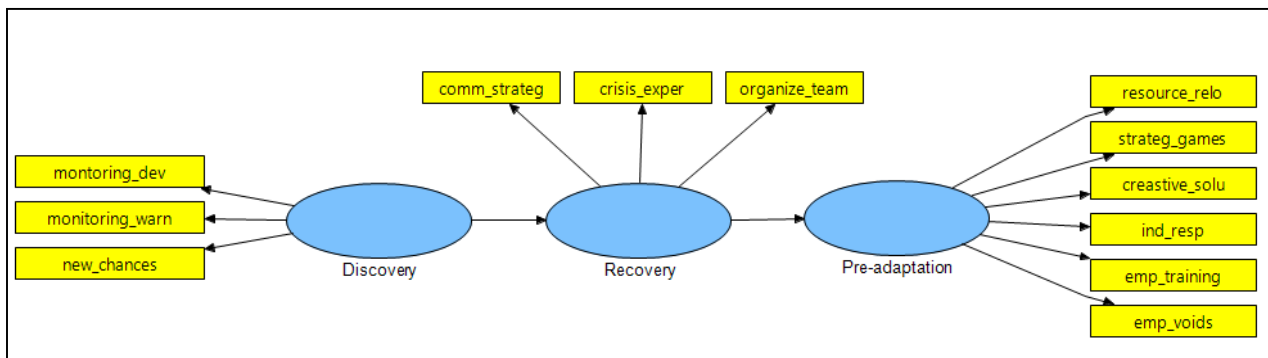 comm_strateg
crisis_exper
organize_team
resource_relo
strateg_games
creastive_solu
ind_resp
emp_training
emp_voids
montoring_dev
monitoring_warn
new_chances
Discovery
Recovery
Pre-adaptation